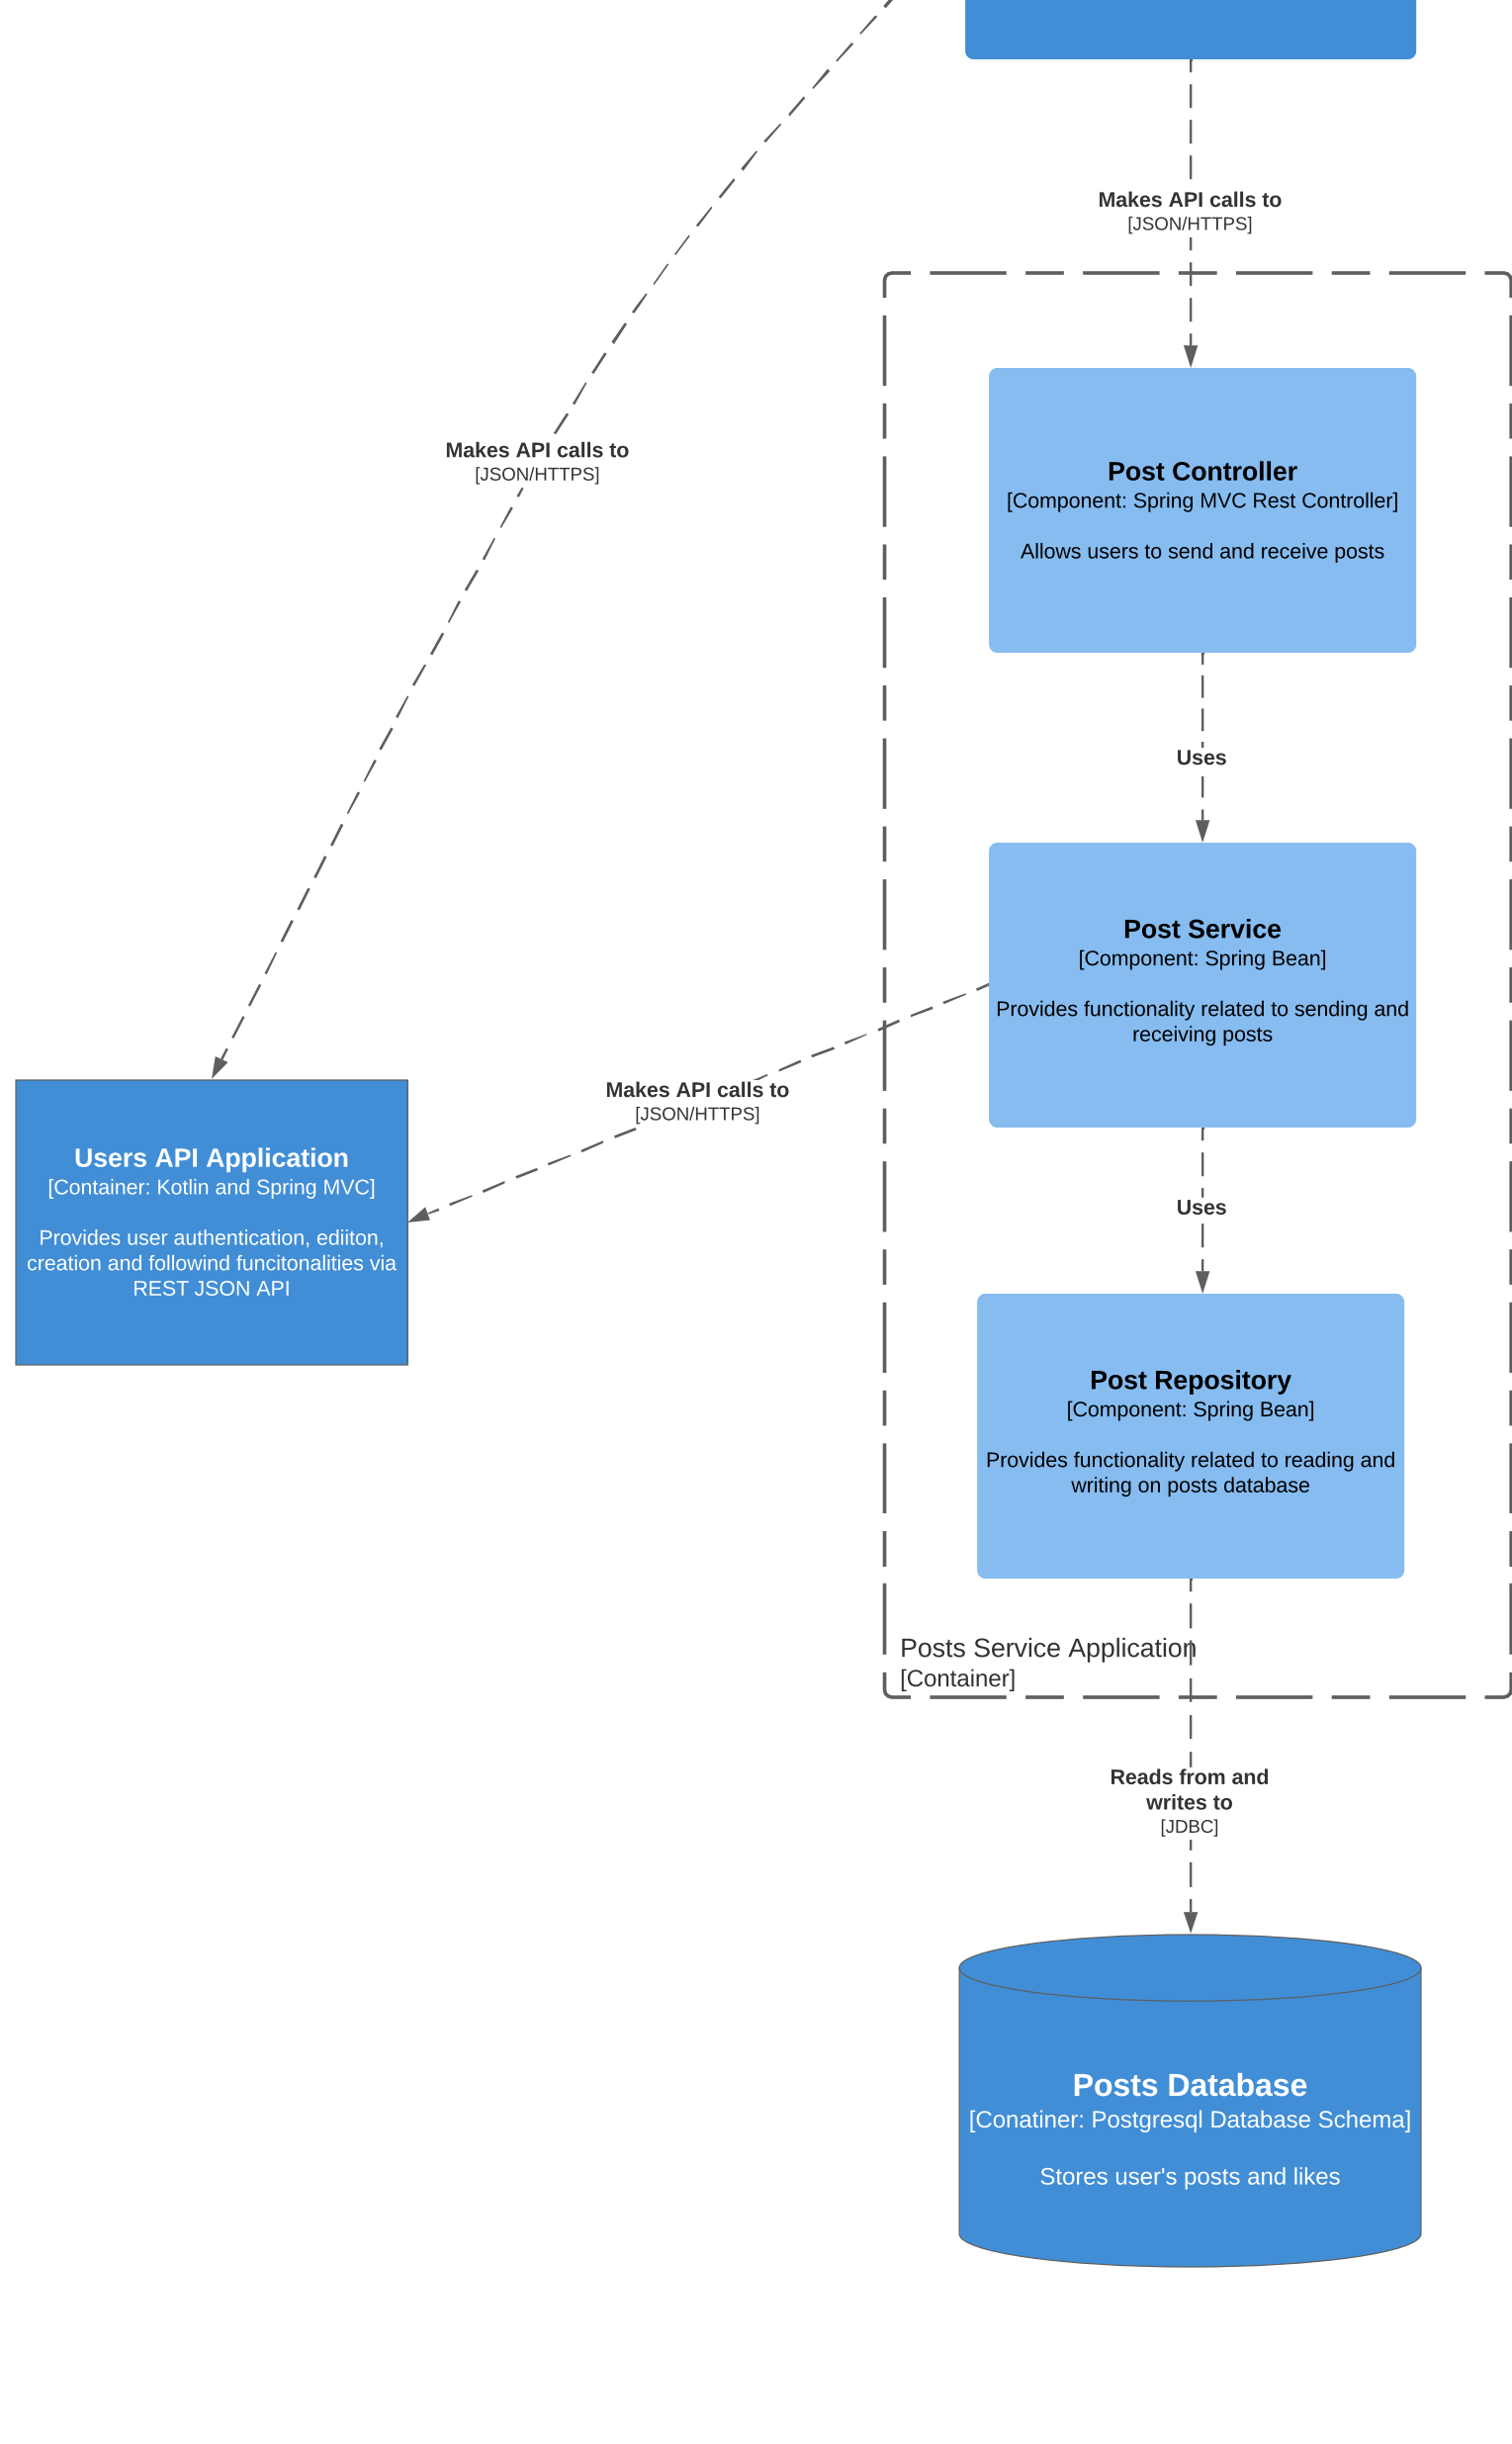 Makes API calls to
[JSON/HTTPS]
Makes API calls to
[JSON/HTTPS]
Post Controller
[Component: Spring MVC Rest Controller]
Allows users to send and receive posts
Uses
Post Service
[Component: Spring Bean]
Provides functionality related to sending and
receiving posts
Makes API calls to
[JSON/HTTPS]
Users API Application
[Container: Kotlin and Spring MVC]
Provides user authentication, ediiton,
creation and followind funcitonalities via
REST JSON API
Uses
Post Repository
[Component: Spring Bean]
Provides functionality related to reading and
writing on posts database
Posts Service Application
[Container]
Reads from and
writes to
[JDBC]
Posts Database
[Conatiner: Postgresql Database Schema]
Stores user's posts and likes